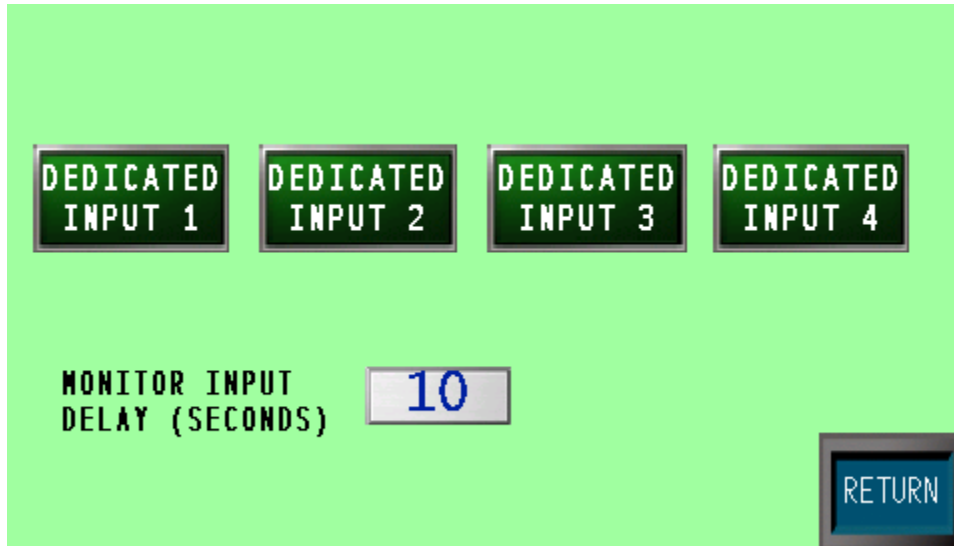 DEDICATED INPUT 1
DEDICATED INPUT 2
DEDICATED INPUT 3
DEDICATED INPUT 4
MONITOR INPUT
DELAY (SECONDS)
10
RETURN